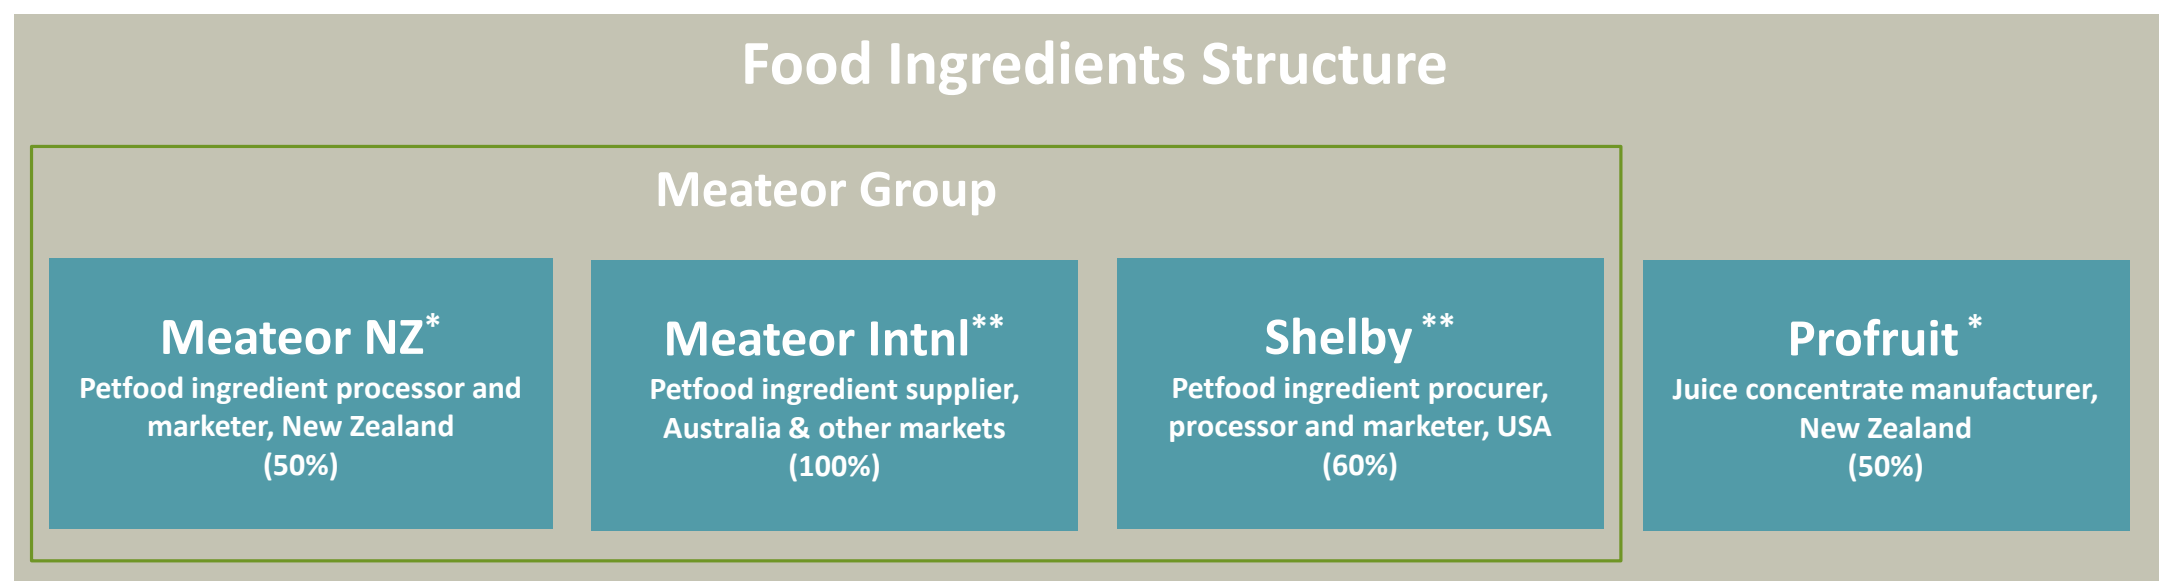 Food Ingredients Structure
Meateor Group
Meateor NZ*
Petfood ingredient processor and
marketer, New Zealand
(50%)
Meateor Intnl**
Petfood ingredient supplier,
Australia & other markets
(100%)
Shelby **
Petfood ingredient procurer,
processor and marketer, USA
(60%)
Profruit *
Juice concentrate manufacturer,
New Zealand
(50%)